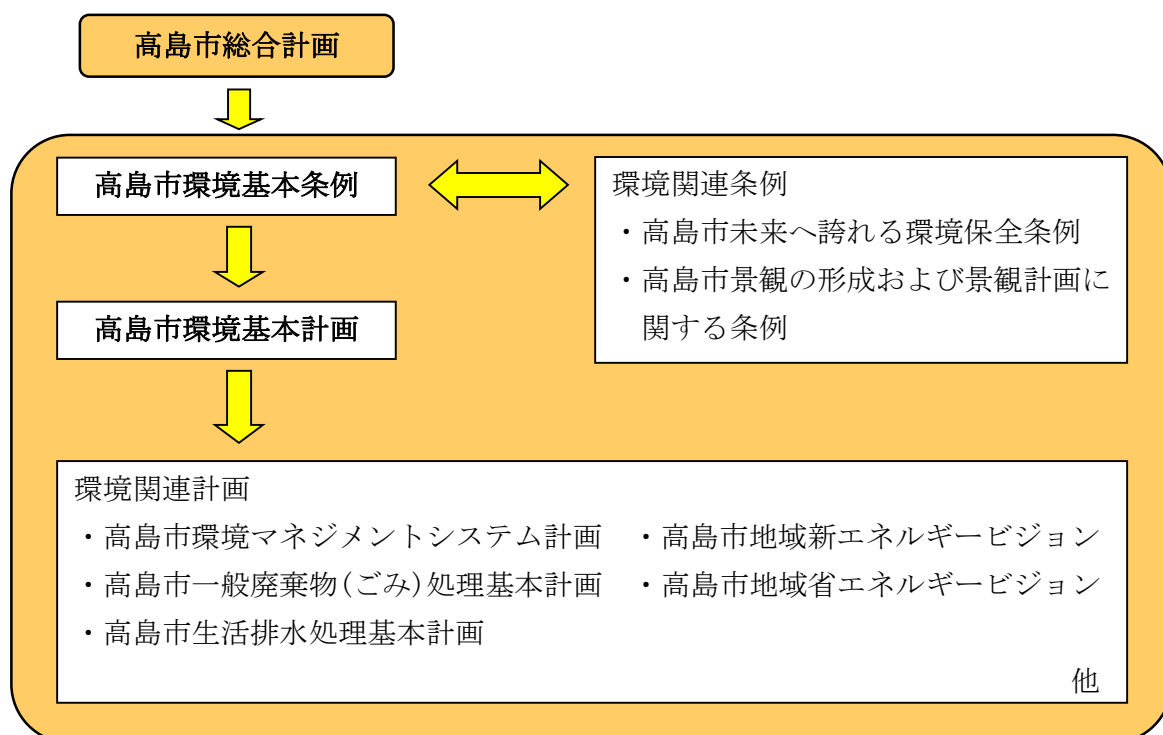 高島市総合計画
高島市環境基本条例
環境関連条例
・高島市未来へ誇れる環境保全条例
・高島市景観の形成および景観計画に
関する条例
高島市環境基本計画
環境関連計画
・高島市環境マネジメントシステム計画
・高島市地域新エネルギービジョン
・高島市一般廃棄物(ごみ)処理基本計画
・高島市地域省エネルギービジョン
・高島市生活排水処理基本計画
他